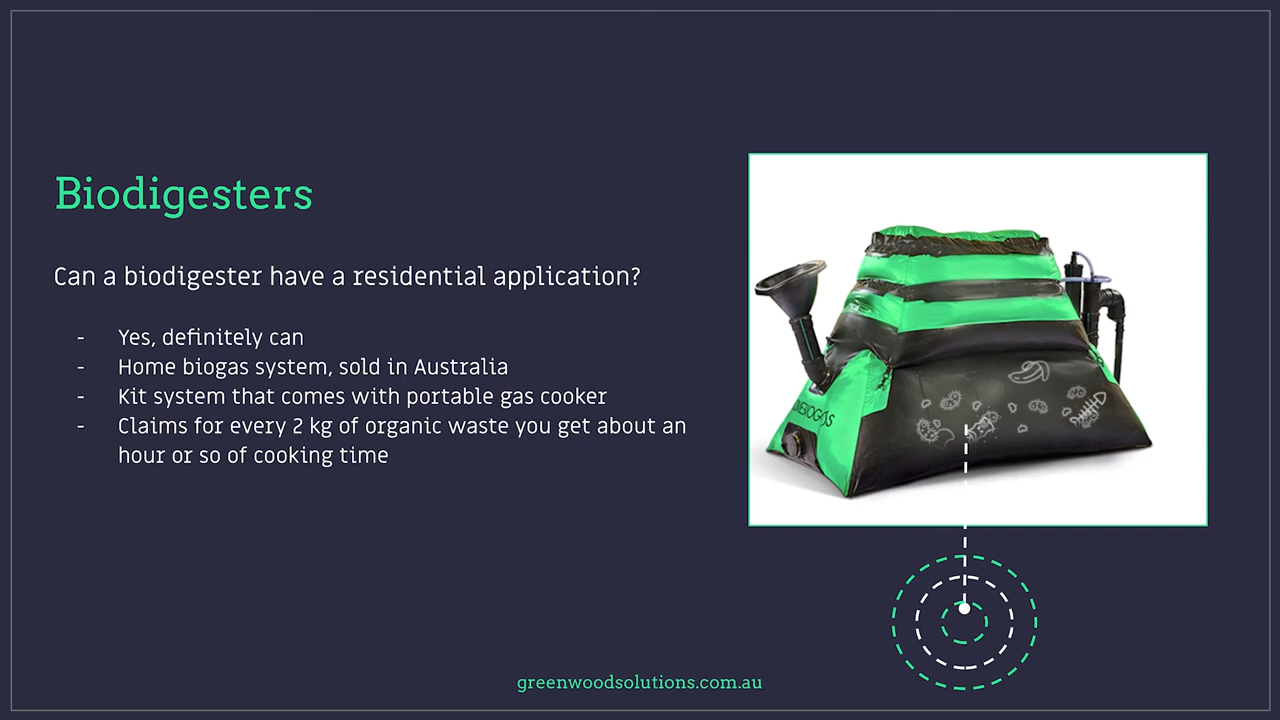 Biodigesters
Can a biodigester have a residential application?
- Yes, definitely can
- Home biogas system, sold in Australia
- Kit system that comes with portable gas cooker
- Claims for every 2 kg of organic waste you get about an
hour or so of cooking time
greenwoodsolutions.com.au